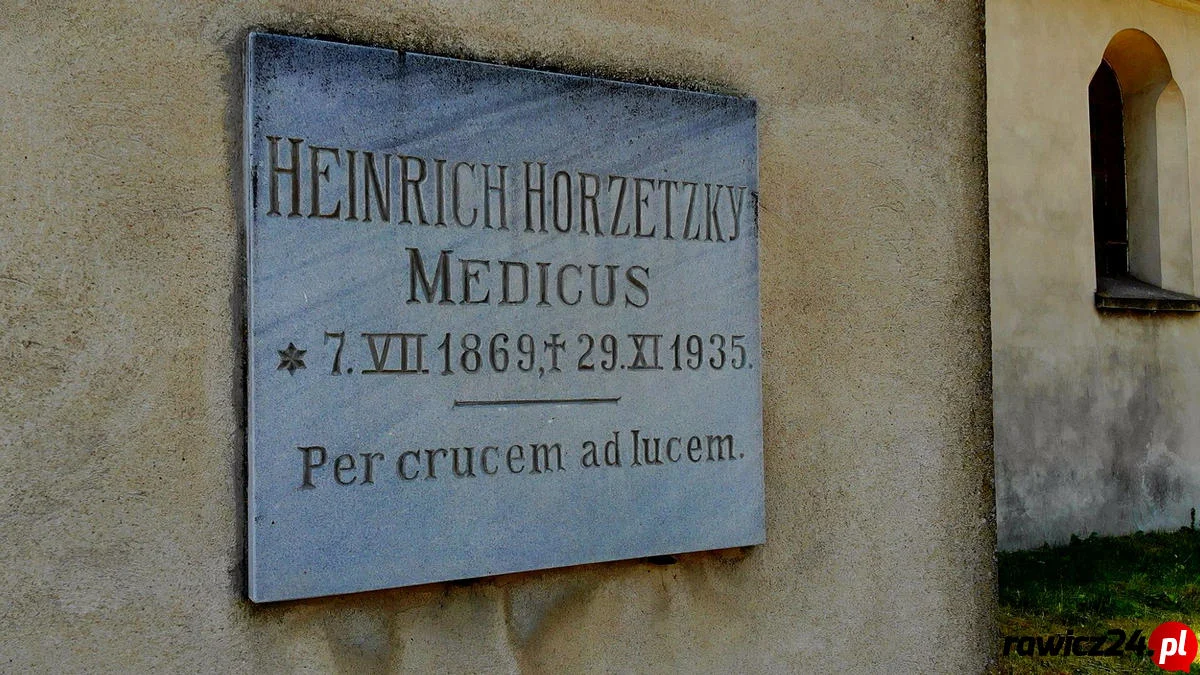 HEINRICH HORZETZKY
MEDICUS
* 7. VII. 1869, † 29. XI 1935.
Per crucem ad lucem.
rawicz24.pl